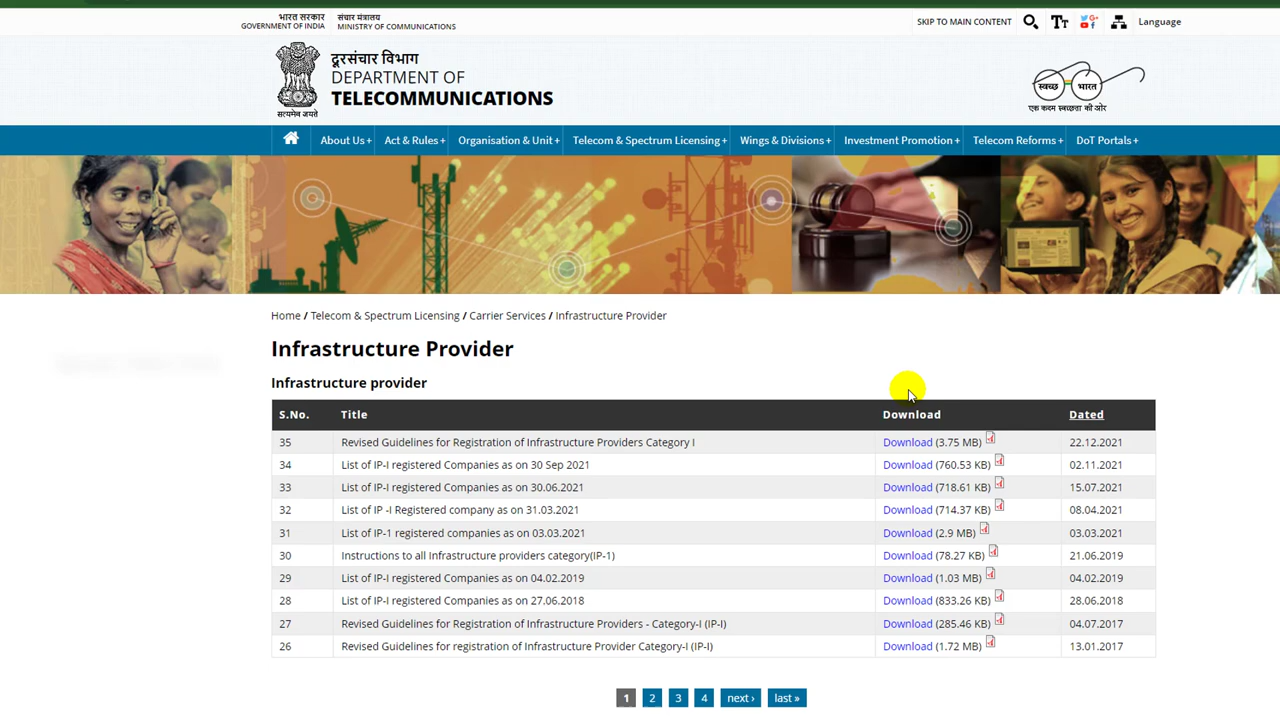 भारत सरकार
GOVERNMENT OF INDIA
संचार मंत्रालय
MINISTRY OF COMMUNICATIONS
SKIP TO MAIN CONTENT
Language
दूरसंचार विभाग
DEPARTMENT OF
TELECOMMUNICATIONS
सत्यमेव जयते
स्वच्छ भारत
एक कदम स्वच्छता की ओर
About Us+ Act & Rules+ Organisation & Unit+ Telecom & Spectrum Licensing+ Wings & Divisions+ Investment Promotion+ Telecom Reforms+ DoT Portals+
Home / Telecom & Spectrum Licensing / Carrier Services / Infrastructure Provider
Infrastructure Provider
Infrastructure provider
S.No. Title Download Dated
35 Revised Guidelines for Registration of Infrastructure Providers Category I Download (3.75 MB) 22.12.2021
34 List of IP-I registered Companies as on 30 Sep 2021 Download (760.53 KB) 02.11.2021
33 List of IP-I registered Companies as on 30.06.2021 Download (718.61 KB) 15.07.2021
32 List of IP -I Registered company as on 31.03.2021 Download (714.37 KB) 08.04.2021
31 List of IP-1 registered companies as on 03.03.2021 Download (2.9 MB) 03.03.2021
30 Instructions to all Infrastructure providers category(IP-1) Download (78.27 KB) 21.06.2019
29 List of IP-I registered Companies as on 04.02.2019 Download (1.03 MB) 04.02.2019
28 List of IP-I registered Companies as on 27.06.2018 Download (833.26 KB) 28.06.2018
27 Revised Guidelines for Registration of Infrastructure Providers - Category-I (IP-I) Download (285.46 KB) 04.07.2017
26 Revised Guidelines for registration of Infrastructure Provider Category-I (IP-I) Download (1.72 MB) 13.01.2017
1 2 3 4 next › last »